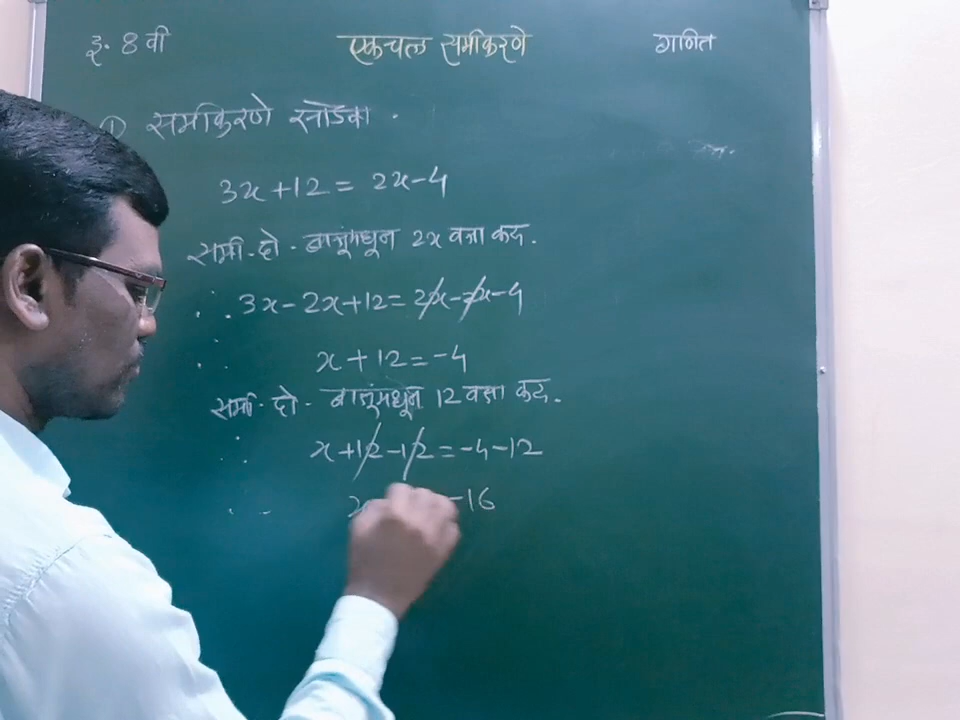 इ. 8 वी एकचल समीकरणे गणित
① समीकरणे सोडवा .
3x + 12 = 2x - 4
समी. दो. बाजूंमधून 2x वजा करू.
∴ 3x - 2x + 12 = 2x - 2x - 4
∴ x + 12 = -4
समी. दो. बाजूंमधून 12 वजा करू.
∴ x + 12 - 12 = -4 - 12
∴ x -16